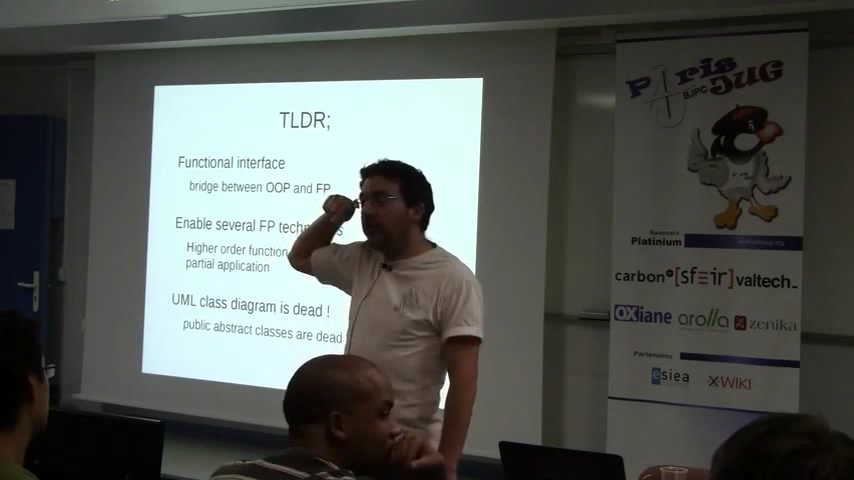 TLDR;
Functional interface
bridge between OOP and FP
Enable several FP
Higher order function
partial application
UML class diagram is dead !
public abstract classes are dead
Paris
JUG
Sponsors
Platinium
carbon
[sfeir]
valtech_
OXiane
arolla
zenika
Partenaires
esiea
XWIKI